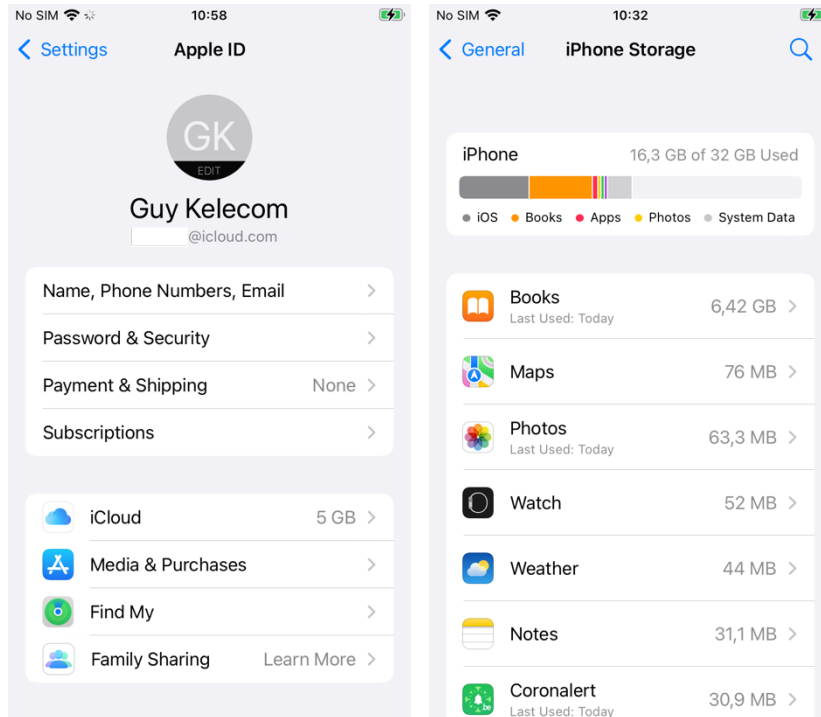 No SIM 10:58
Settings Apple ID
GK
EDIT
Guy Kelecom
@icloud.com
Name, Phone Numbers, Email
Password & Security
Payment & Shipping None
Subscriptions
iCloud 5 GB
Media & Purchases
Find My
Family Sharing Learn More
No SIM 10:32
General iPhone Storage
iPhone 16,3 GB of 32 GB Used
iOS Books Apps Photos System Data
Books 6,42 GB
Last Used: Today
Maps 76 MB
Photos 63,3 MB
Last Used: Today
Watch 52 MB
Weather 44 MB
Notes 31,1 MB
Coronalert 30,9 MB
.be
Last Used: Today